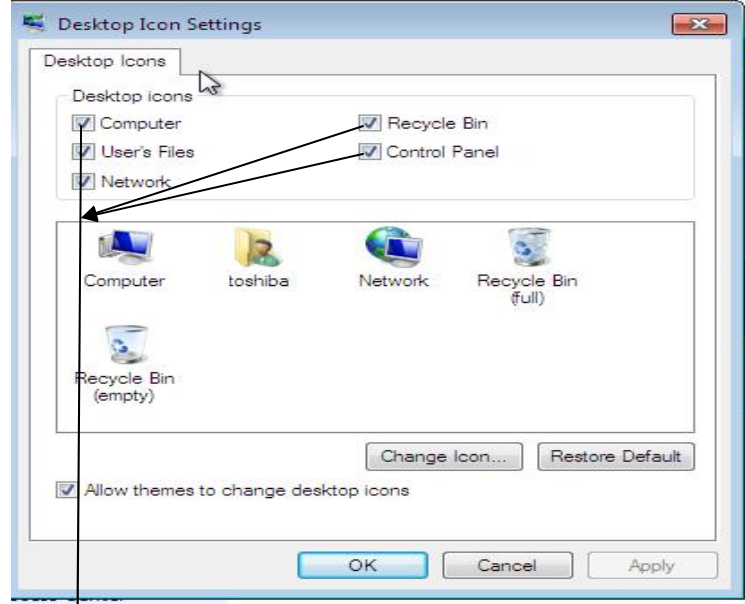 Desktop Icon Settings
Desktop Icons
Desktop icons
Computer
Recycle Bin
User's Files
Control Panel
Network
Computer
toshiba
Network
Recycle Bin
(full)
Recycle Bin
(empty)
Change Icon...
Restore Default
Allow themes to change desktop icons
OK
Cancel
Apply